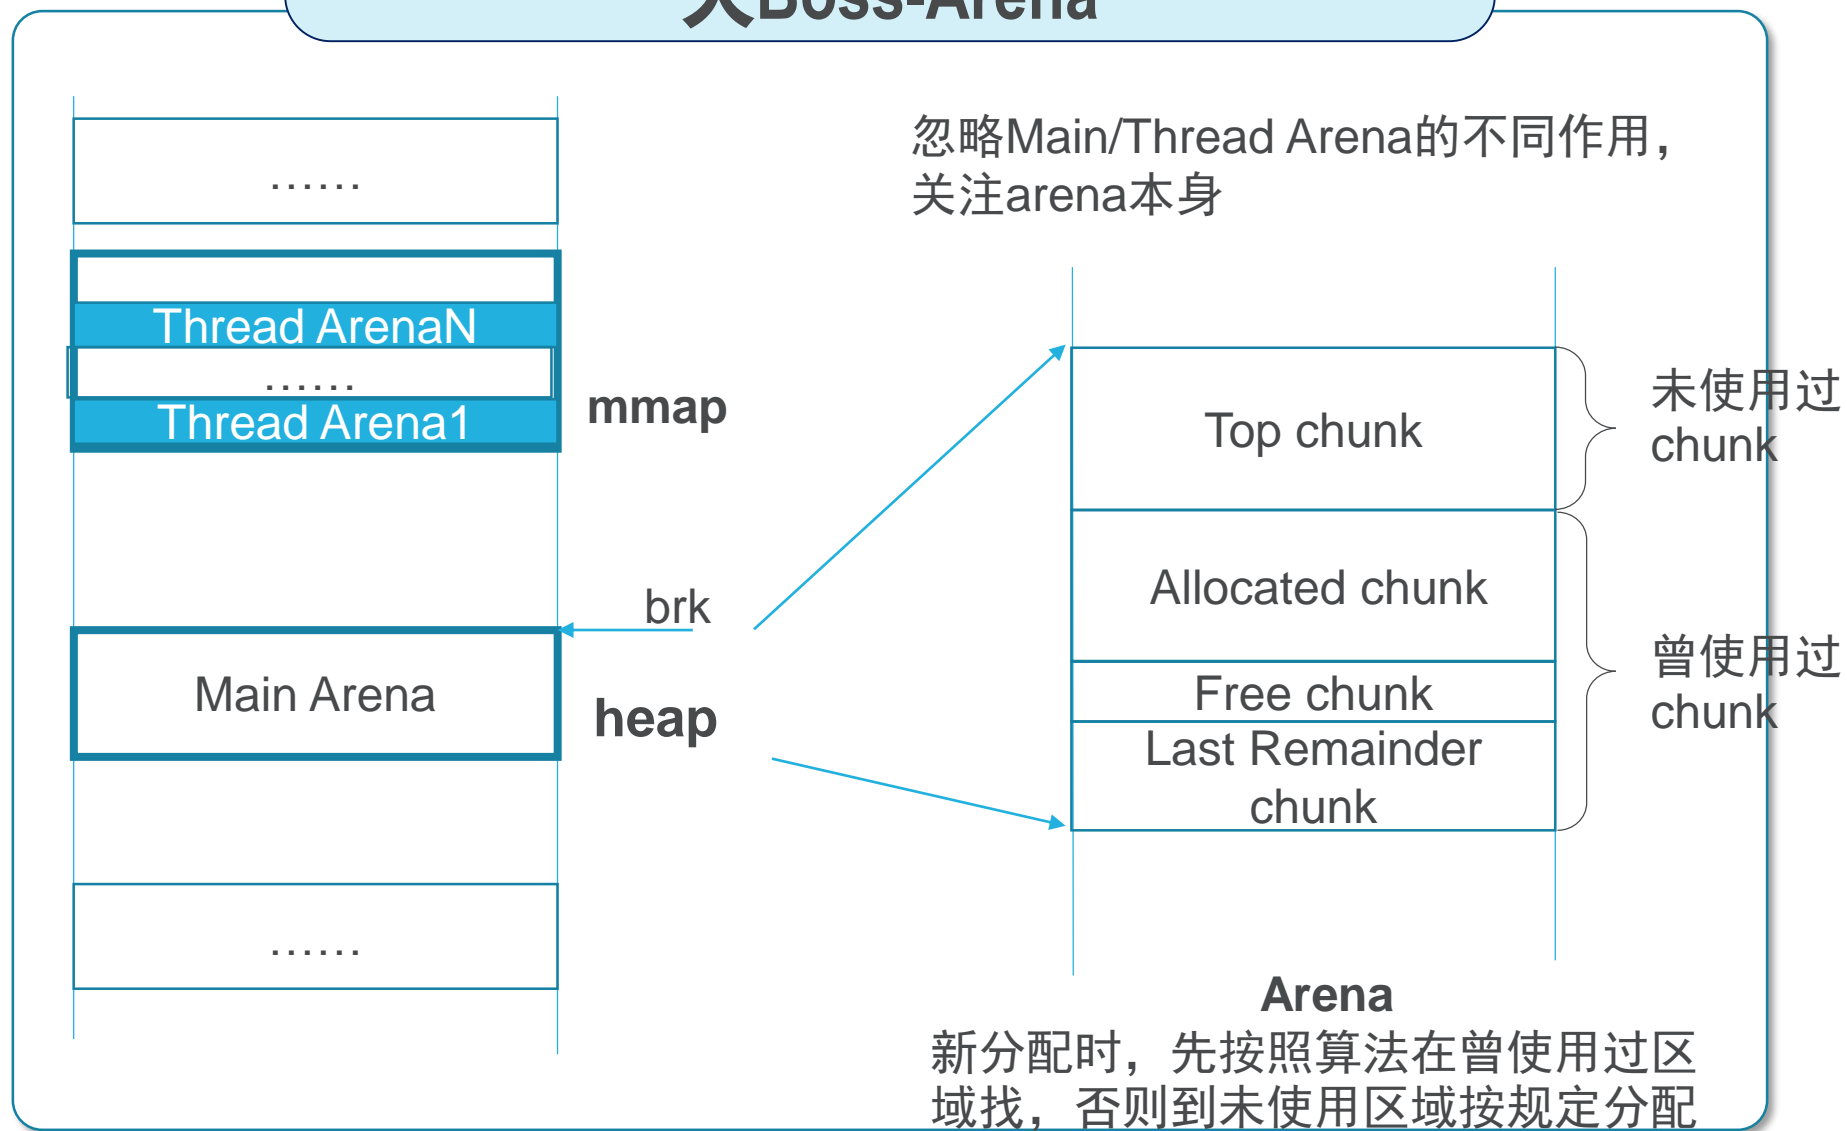 大Boss-Arena
忽略Main/Thread Arena的不同作用，
关注arena本身
……
Thread ArenaN
……
Thread Arena1
mmap
brk
Main Arena
heap
……
Top chunk
未使用过
chunk
Allocated chunk
Free chunk
Last Remainder
chunk
曾使用过
chunk
Arena
新分配时，先按照算法在曾使用过区
域找，否则到未使用区域按规定分配